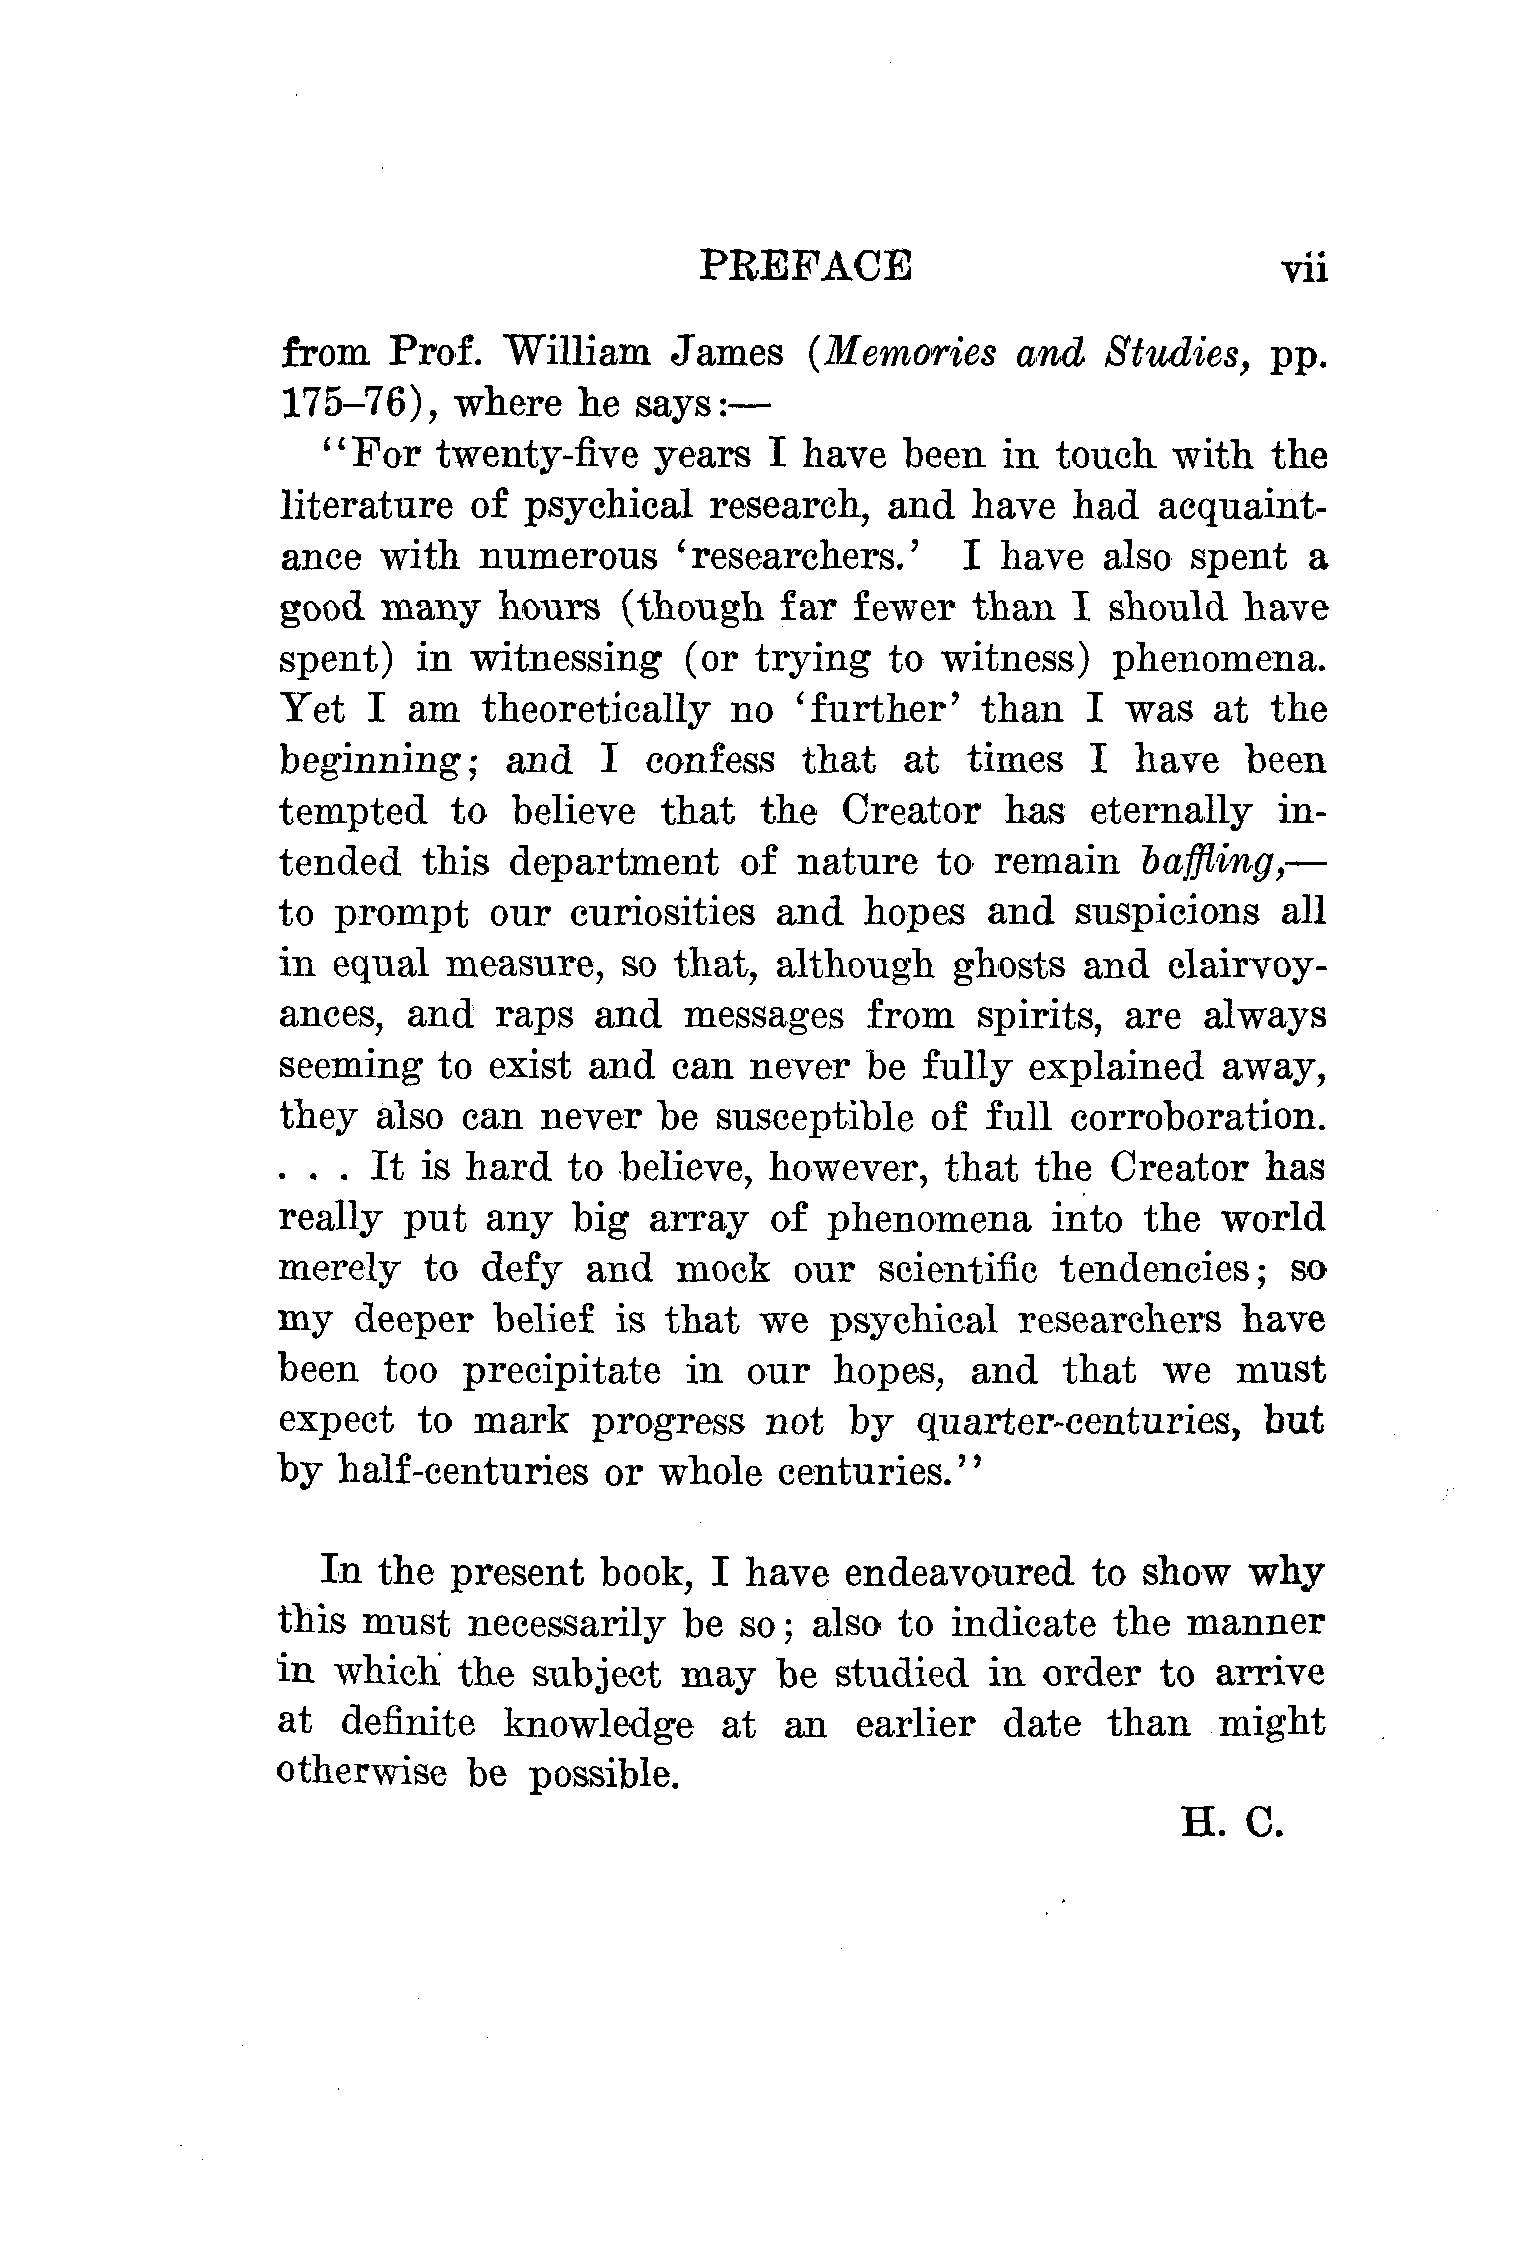 PREFACE vii
from Prof. William James (Memories and Studies, pp.
175–76), where he says:—
“For twenty-five years I have been in touch with the
literature of psychical research, and have had acquaint-
ance with numerous ‘researchers.’ I have also spent a
good many hours (though far fewer than I should have
spent) in witnessing (or trying to witness) phenomena.
Yet I am theoretically no ‘further’ than I was at the
beginning; and I confess that at times I have been
tempted to believe that the Creator has eternally in-
tended this department of nature to remain baffling,—
to prompt our curiosities and hopes and suspicions all
in equal measure, so that, although ghosts and clairvoy-
ances, and raps and messages from spirits, are always
seeming to exist and can never be fully explained away,
they also can never be susceptible of full corroboration.
. . . It is hard to believe, however, that the Creator has
really put any big array of phenomena into the world
merely to defy and mock our scientific tendencies; so
my deeper belief is that we psychical researchers have
been too precipitate in our hopes, and that we must
expect to mark progress not by quarter-centuries, but
by half-centuries or whole centuries.”
In the present book, I have endeavoured to show why
this must necessarily be so; also to indicate the manner
in which the subject may be studied in order to arrive
at definite knowledge at an earlier date than might
otherwise be possible.
H. C.